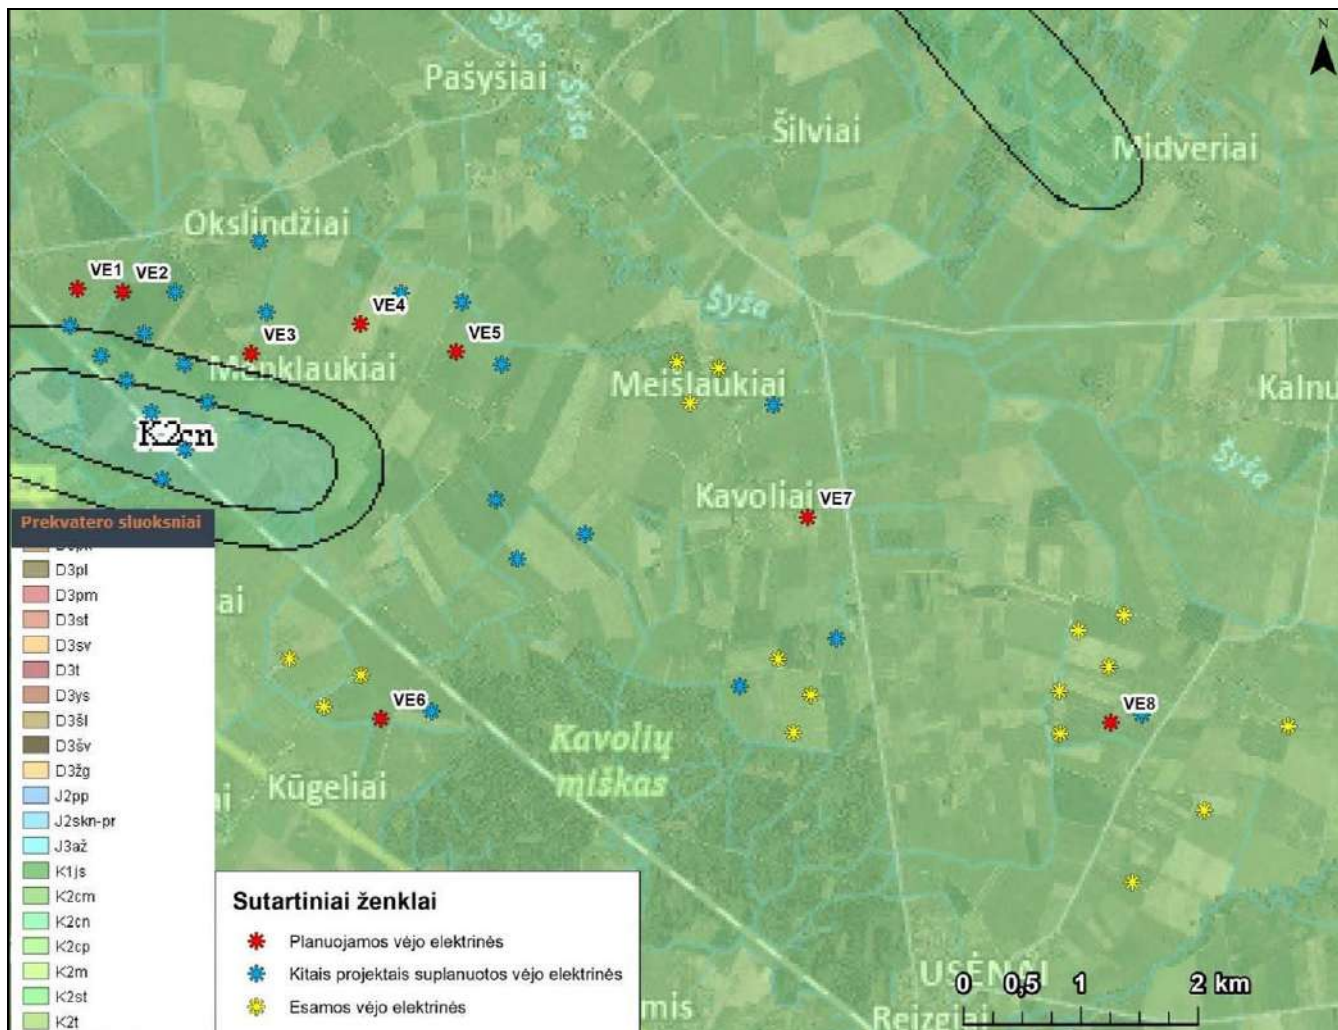 N
Šyša
Pašyšiai
Šyša
Šilviai
Midveriai
Okslindžiai
VE1
VE2
VE4
Šyša
VE3
VE5
Menklaukiai
Meišlaukiai
Kalnu
K2cn
Šyša
Kavoliai
VE7
Prekvatero sluoksniai
D3pl
D3pm
ai
D3st
D3sv
D3t
D3ys
VE6
VE8
D3šl
D3šv
Kavolių
miškas
D3žg
Kūgeliai
J2pp
ai
J2skn-pr
J3až
K1js
K2cm
K2cn
K2cp
K2m
K2st
K2t
Sutartiniai ženklai
Planuojamos vėjo elektrinės
Kitais projektais suplanuotos vėjo elektrinės
Esamos vėjo elektrinės
USĖNAI
0 0,5 1 2 km
mis
Reizgiai